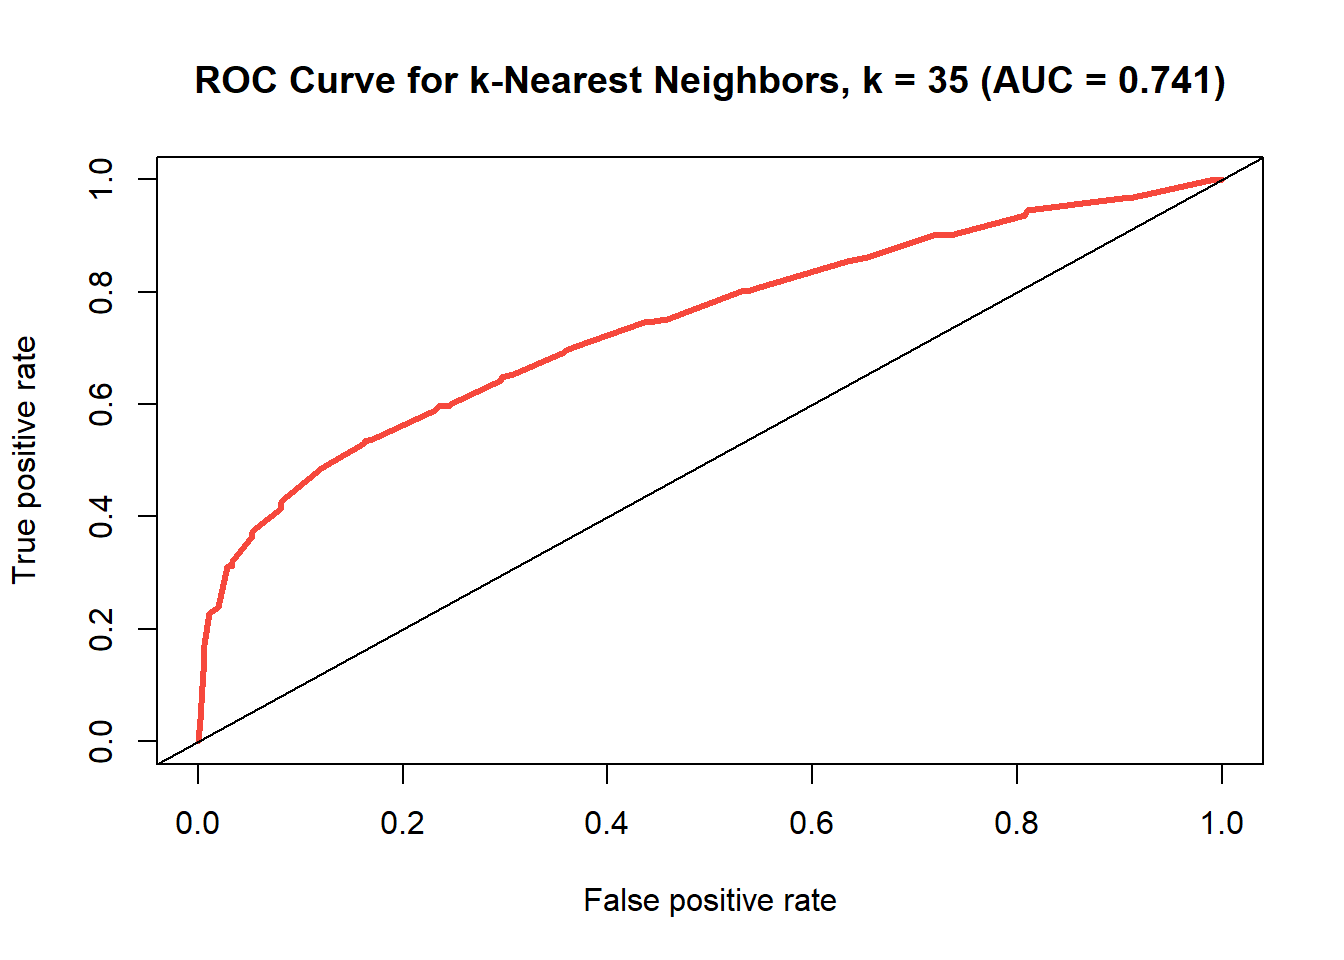 ROC Curve for k-Nearest Neighbors, k = 35 (AUC = 0.741)
True positive rate
1.0
0.8
0.6
0.4
0.2
0.0
0.0 0.2 0.4 0.6 0.8 1.0
False positive rate